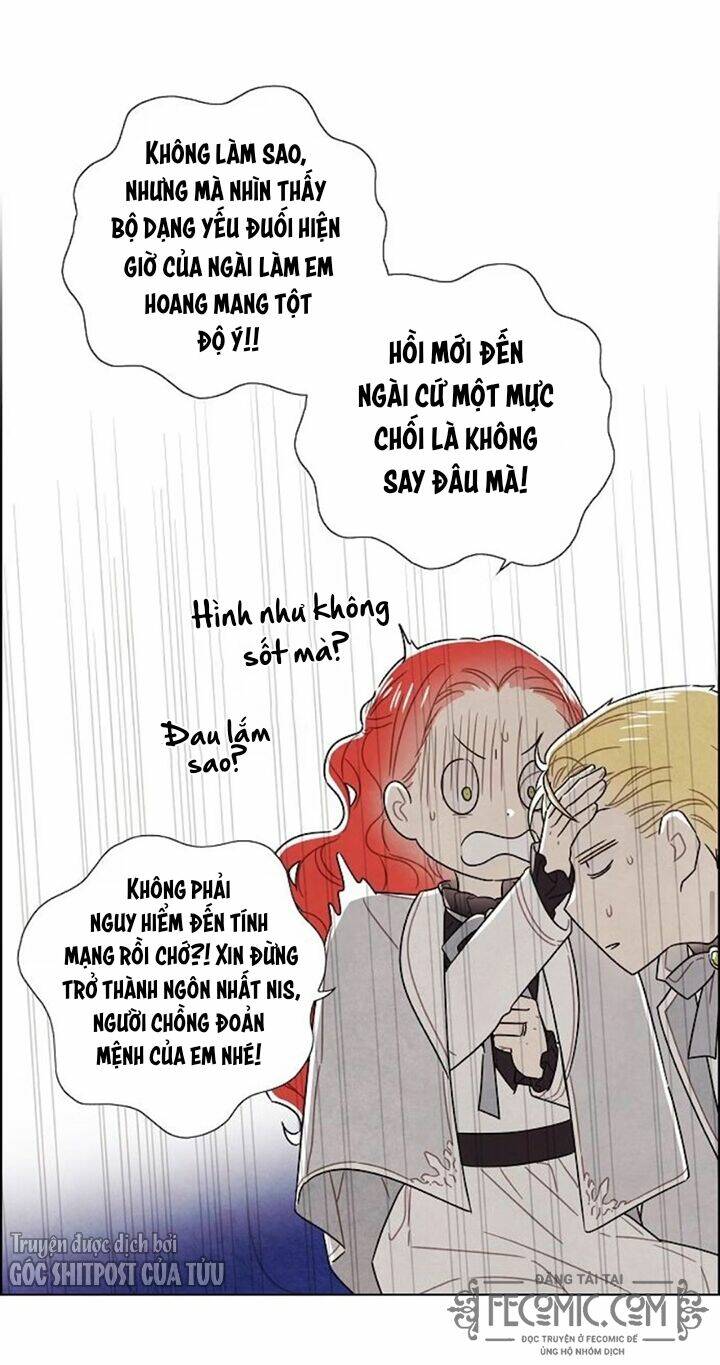 KHÔNG LÀM SAO,
NHƯNG MÀ NHÌN THẤY
BỘ DẠNG YẾU ĐUỐI HIỆN
GIỜ CỦA NGÀI LÀM EM
HOANG MANG TỘT
ĐỘ Ý!!
HỒI MỚI ĐẾN
NGÀI CỨ MỘT MỰC
CHỐI LÀ KHÔNG
SAY ĐÂU MÀ!
Hình như không
sốt mà?
Đau lắm
sao?
KHÔNG PHẢI
NGUY HIỂM ĐẾN TÍNH
MẠNG RỒI CHỚ?! XIN ĐỪNG
TRỞ THÀNH NGÔN NHẤT NIS,
NGƯỜI CHỒNG ĐOẢN
MỆNH CỦA EM NHÉ!
Truyện được dịch bởi
GÓC SHITPOST CỦA TỬU
ĐĂNG TẢI TẠI
FECOMIC.COM
ĐỌC TRUYỆN Ở FECOMIC ĐỂ
ỦNG HỘ NHÓM DỊCH